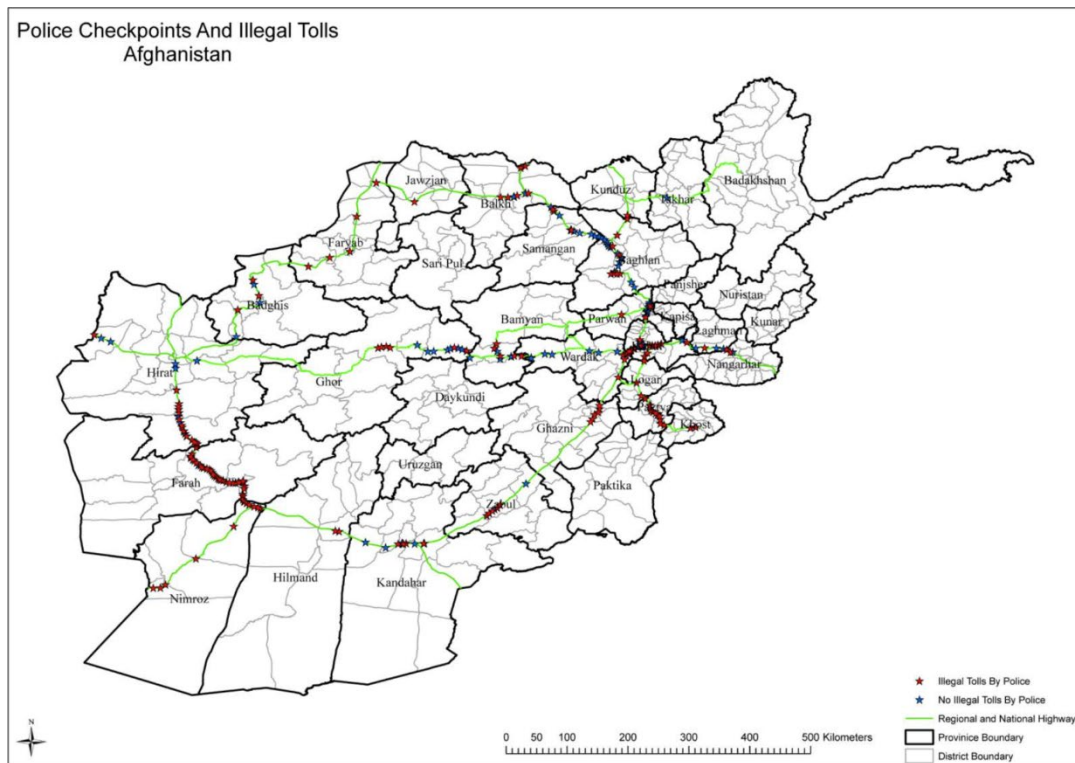 Police Checkpoints And Illegal Tolls
Afghanistan
Badakhshan
Jawzjan
Kunduz
Balkh
Takhar
Faryab
Samangan
Sari Pul
Baghlan
Panjsher
Nuristan
Badghis
Bamyan
Parwan
Kapisa
Laghman
Kunar
Wardak
Nangarhar
Hirat
Ghor
Logar
Daykundi
Ghazni
Khost
Uruzgan
Farah
Paktika
Zabul
Hilmand
Kandahar
Nimroz
Illegal Tolls By Police
No Illegal Tolls By Police
Regional and National Highway
Provinice Boundary
District Boundary
N
0 50 100 200 300 400 500 Kilometers